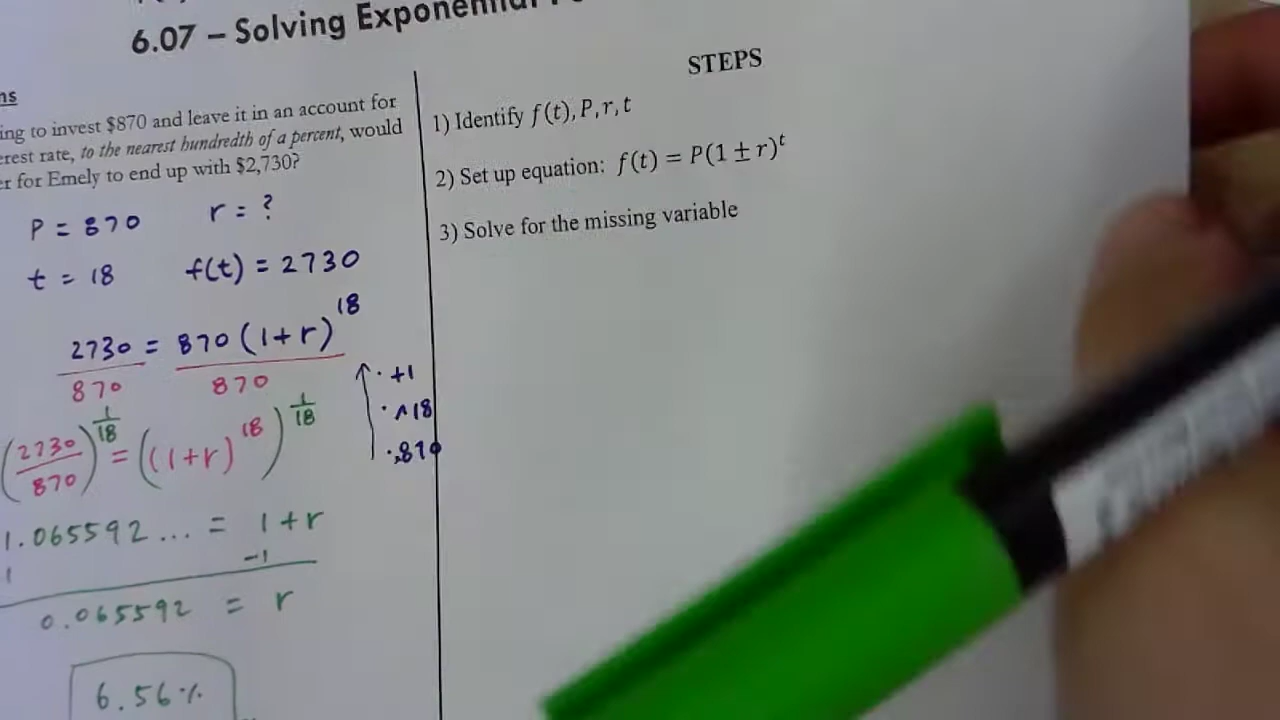 6.07 – Solving Exponential
STEPS
ing to invest $870 and leave it in an account for
erest rate, to the nearest hundredth of a percent, would
er for Emely to end up with $2,730?
P = 870 r = ?
t = 18 f(t) = 2730
2730 = 870 (1+r)^18
870 870
(2730/870)^1/18 = ((1+r)^18)^1/18
1.065592... = 1+r
1 -1
0.065592 = r
6.56%
· +1
· ^18
· .870
1) Identify f(t), P, r, t
2) Set up equation: f(t) = P(1 ± r)^t
3) Solve for the missing variable